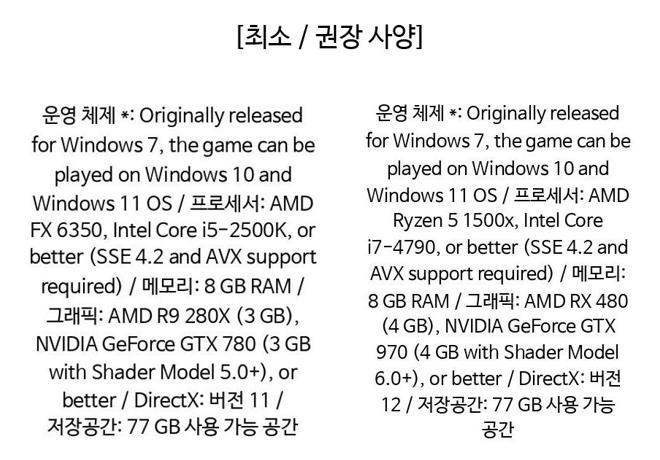 [최소 / 권장 사양]
운영 체제 *: Originally released
for Windows 7, the game can be
played on Windows 10 and
Windows 11 OS / 프로세서: AMD
FX 6350, Intel Core i5-2500K, or
better (SSE 4.2 and AVX support
required) / 메모리: 8 GB RAM /
그래픽: AMD R9 280X (3 GB),
NVIDIA GeForce GTX 780 (3 GB
with Shader Model 5.0+), or
better / DirectX: 버전 11 /
저장공간: 77 GB 사용 가능 공간
운영 체제 *: Originally released
for Windows 7, the game can be
played on Windows 10 and
Windows 11 OS / 프로세서: AMD
Ryzen 5 1500x, Intel Core
i7-4790, or better (SSE 4.2 and
AVX support required) / 메모리:
8 GB RAM / 그래픽: AMD RX 480
(4 GB), NVIDIA GeForce GTX
970 (4 GB with Shader Model
6.0+), or better / DirectX: 버전
12 / 저장공간: 77 GB 사용 가능
공간